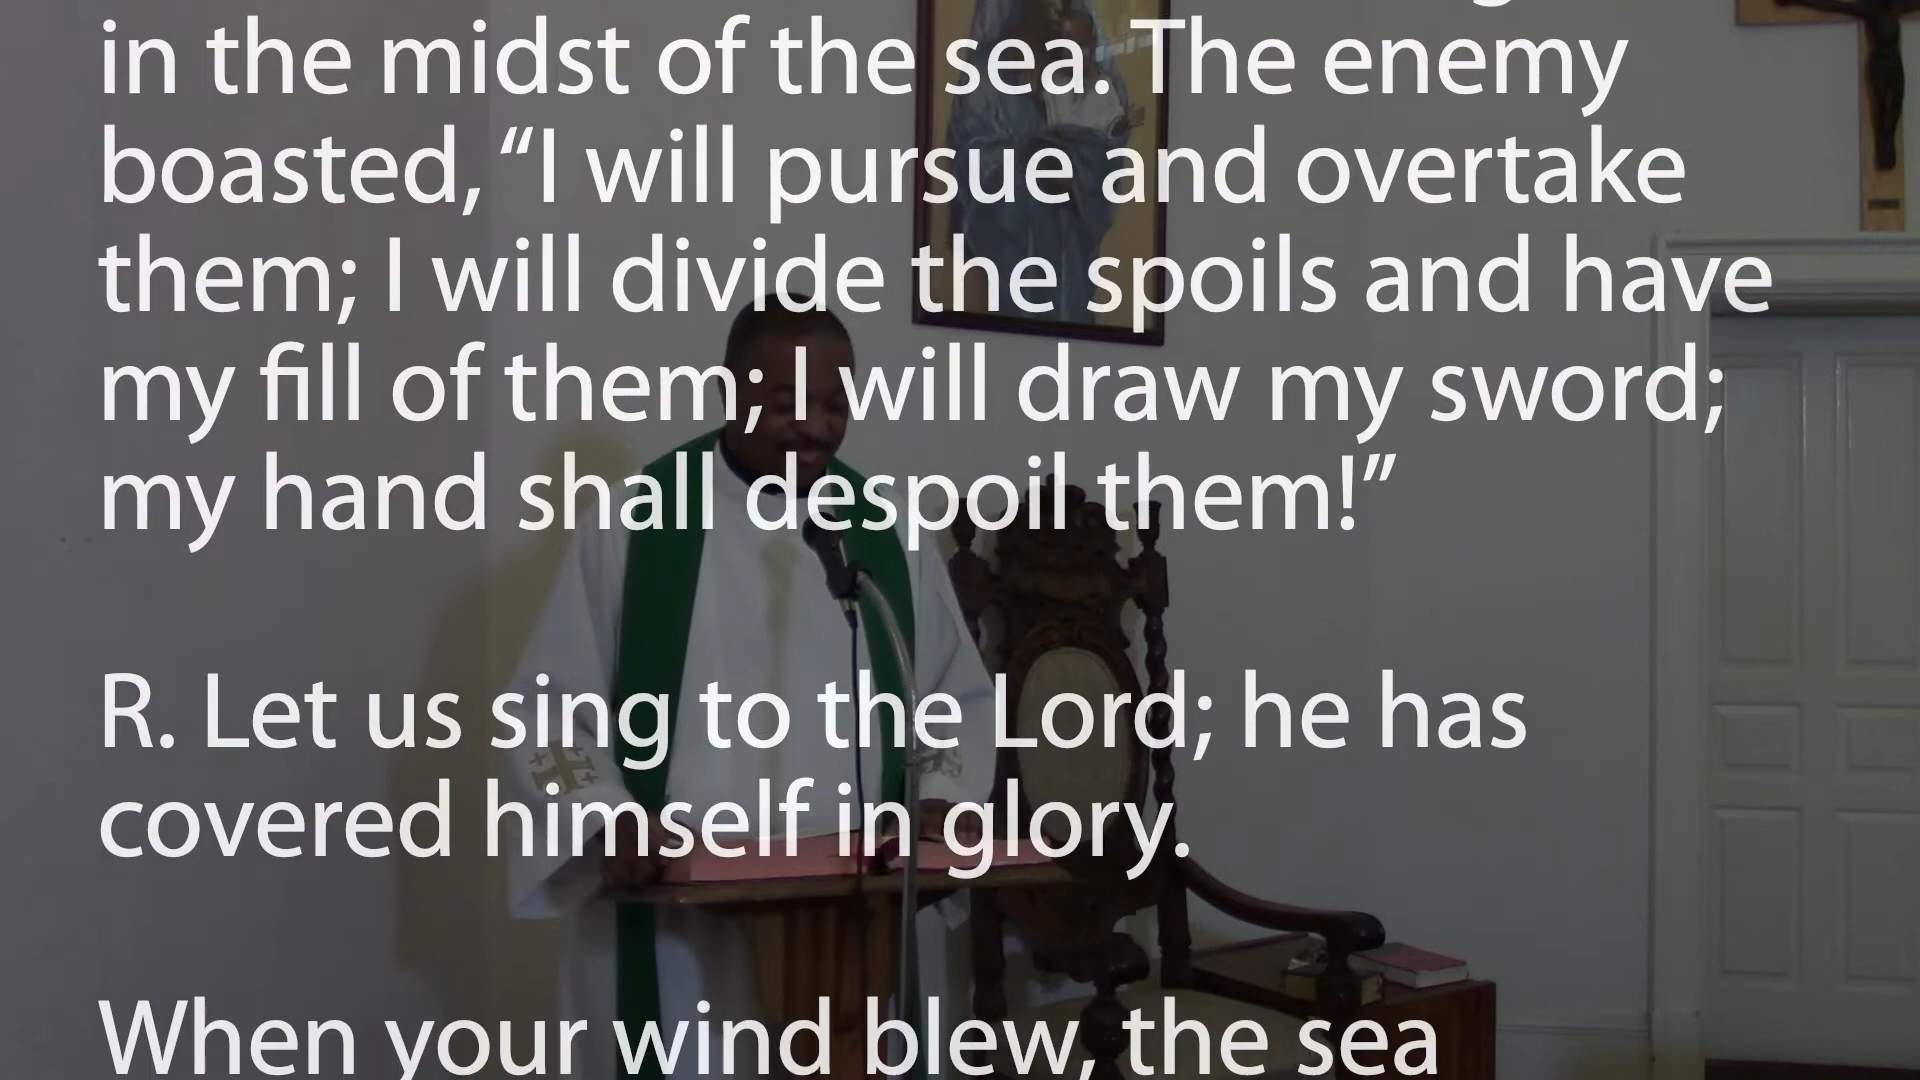 in the midst of the sea. The enemy
boasted, “I will pursue and overtake
them; I will divide the spoils and have
my fill of them; I will draw my sword;
my hand shall despoil them!”
R. Let us sing to the Lord; he has
covered himself in glory.
When your wind blew, the sea